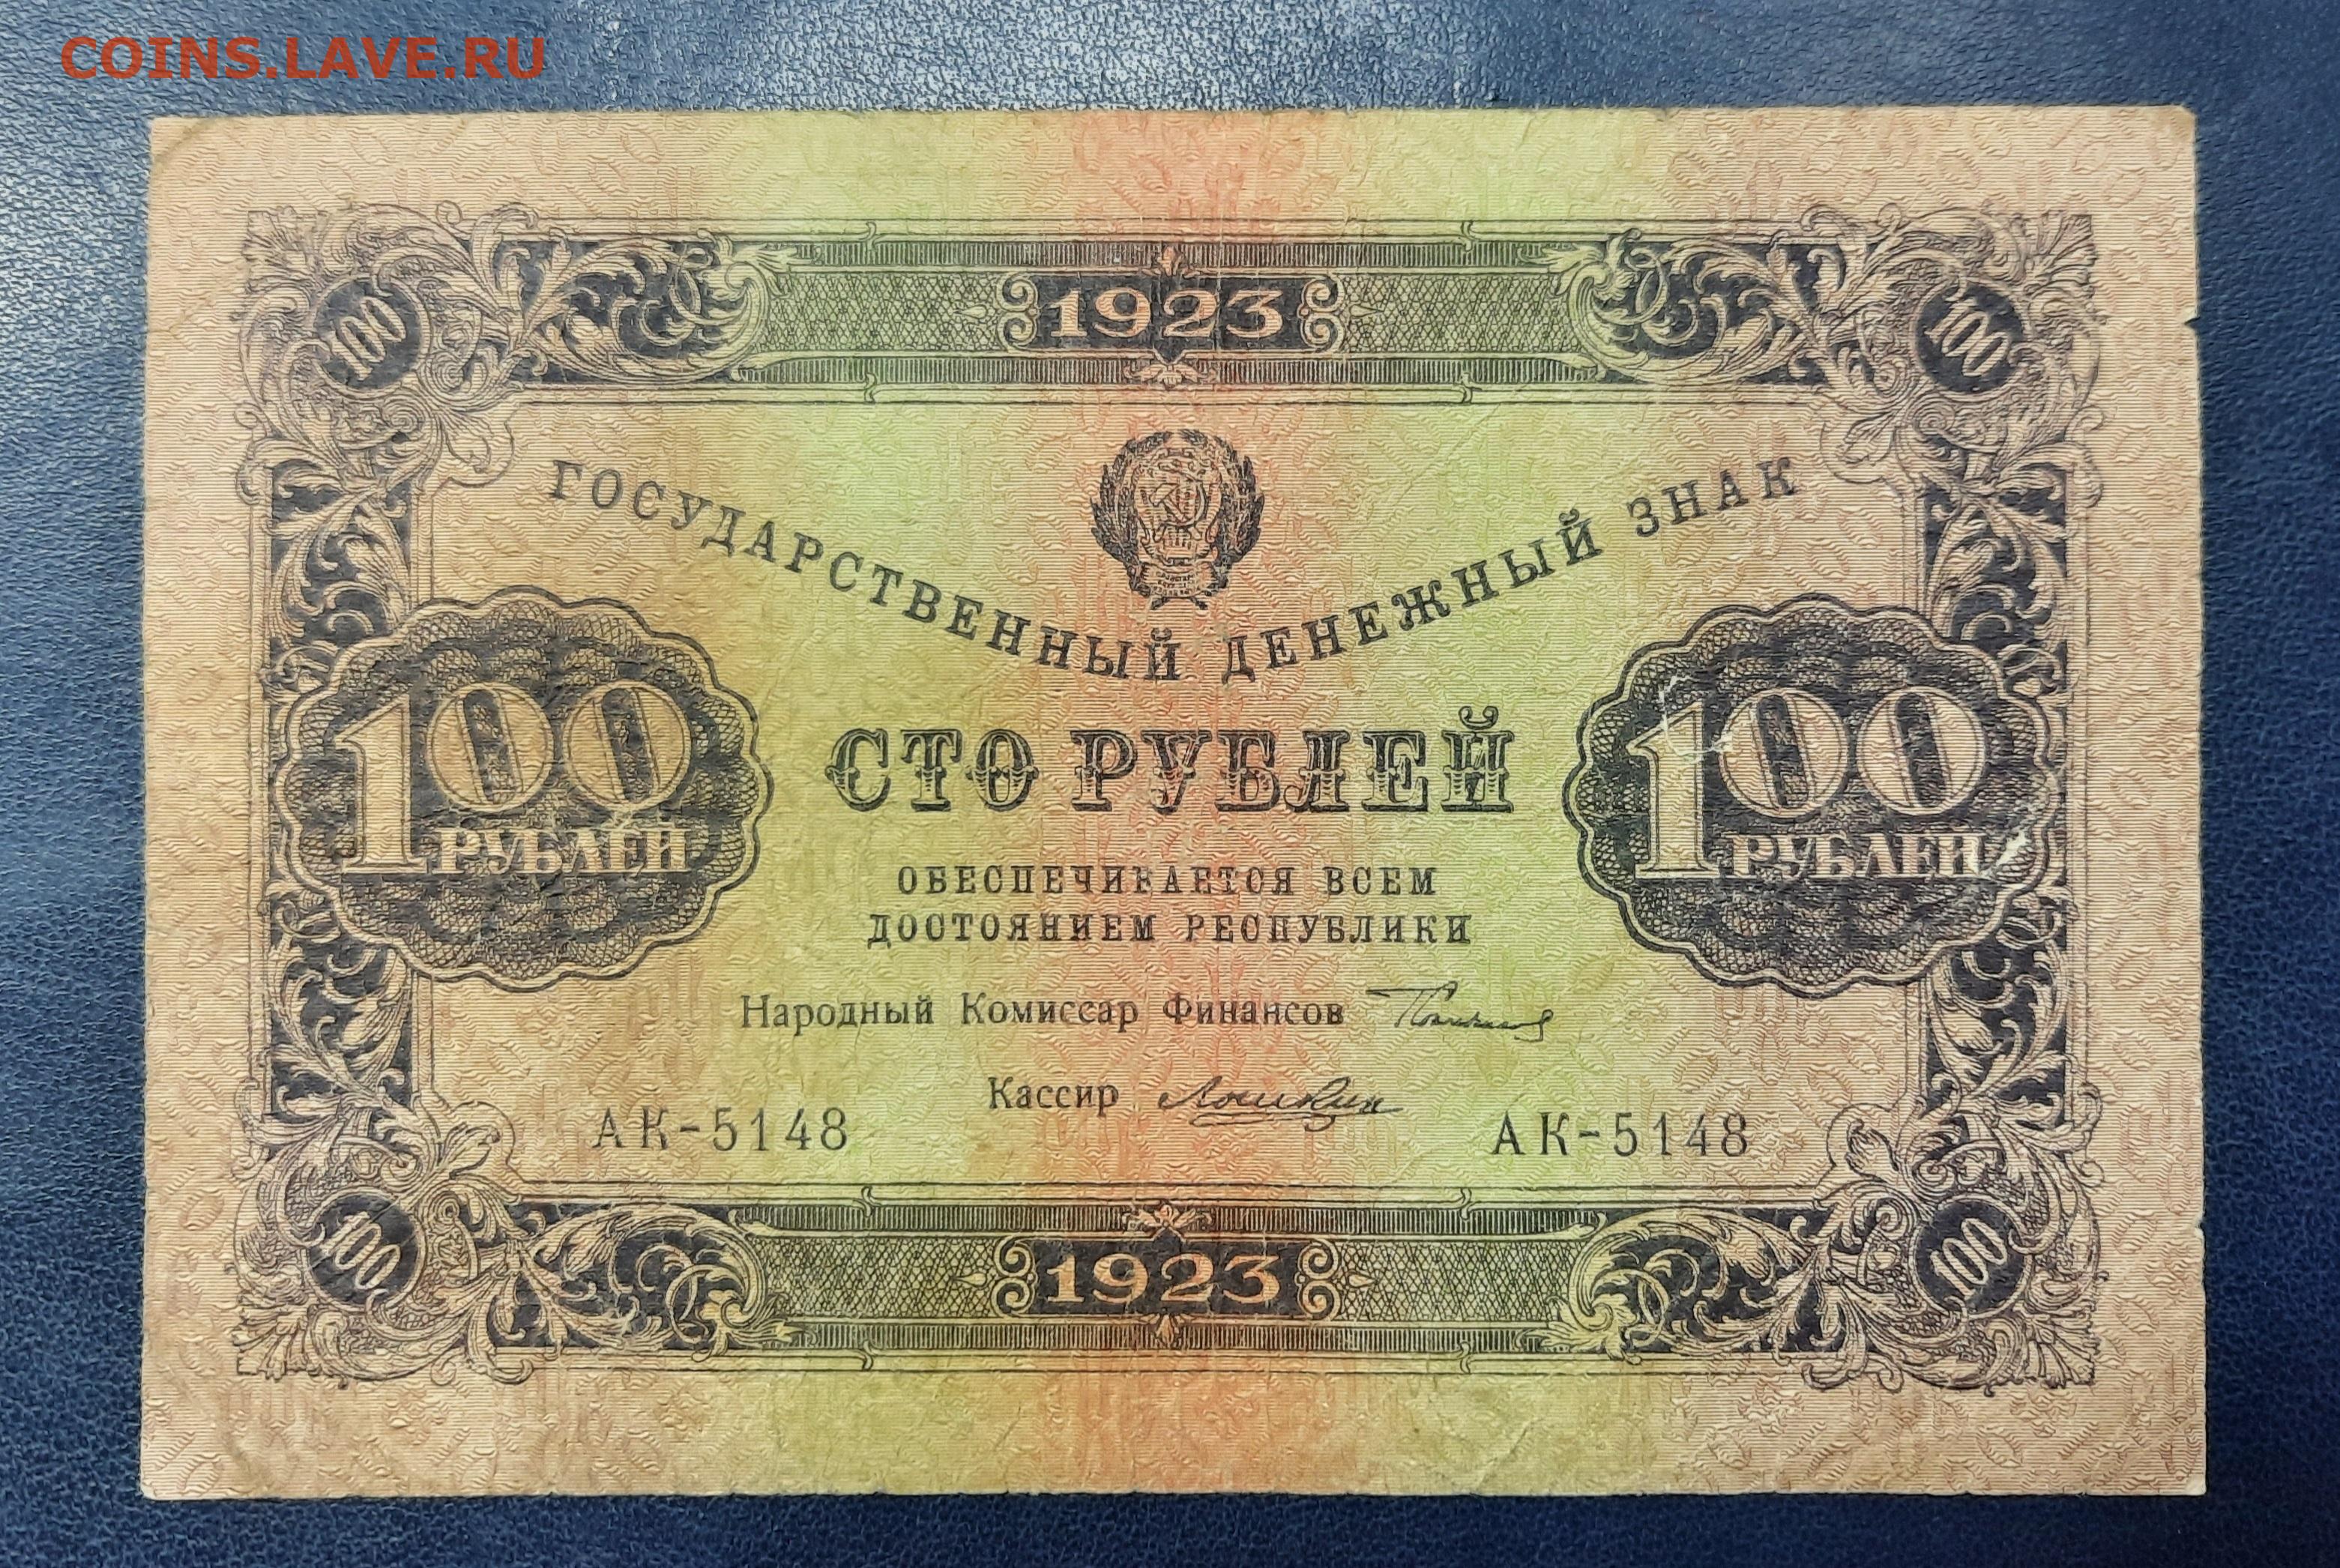 COINS.LAVE.RU
1923
100 100
ГОСУДАРСТВЕННЫЙ ДЕНЕЖНЫЙ ЗНАК
100 РУБЛЕЙ
СТО РУБЛЕЙ
100 РУБЛЕЙ
ОБЕСПЕЧИВАЕТСЯ ВСЕМ
ДОСТОЯНИЕМ РЕСПУБЛИКИ
Народный Комиссар Финансов
Кассир
АК-5148 АК-5148
100 100
1923